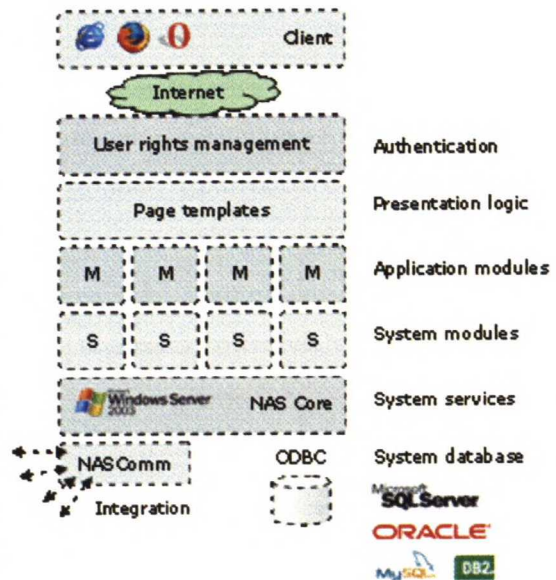 Client
Internet
User rights management
Authentication
Page templates
Presentation logic
M M M M
Application modules
S S S S
System modules
Windows Server 2003
NAS Core
System services
NASComm
ODBC
System database
Integration
Microsoft
SQL Server
ORACLE
MySQL
DB2.